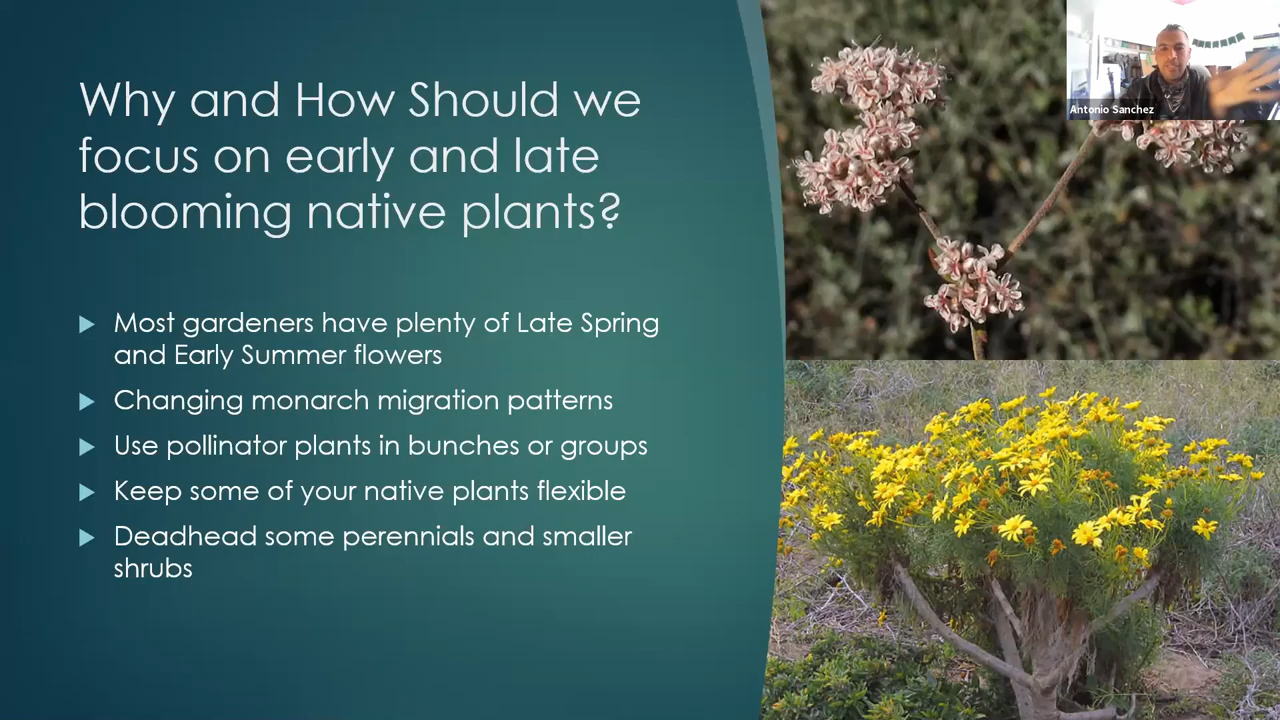 Why and How Should we
focus on early and late
blooming native plants?
Most gardeners have plenty of Late Spring
and Early Summer flowers
Changing monarch migration patterns
Use pollinator plants in bunches or groups
Keep some of your native plants flexible
Deadhead some perennials and smaller
shrubs
Antonio Sanchez